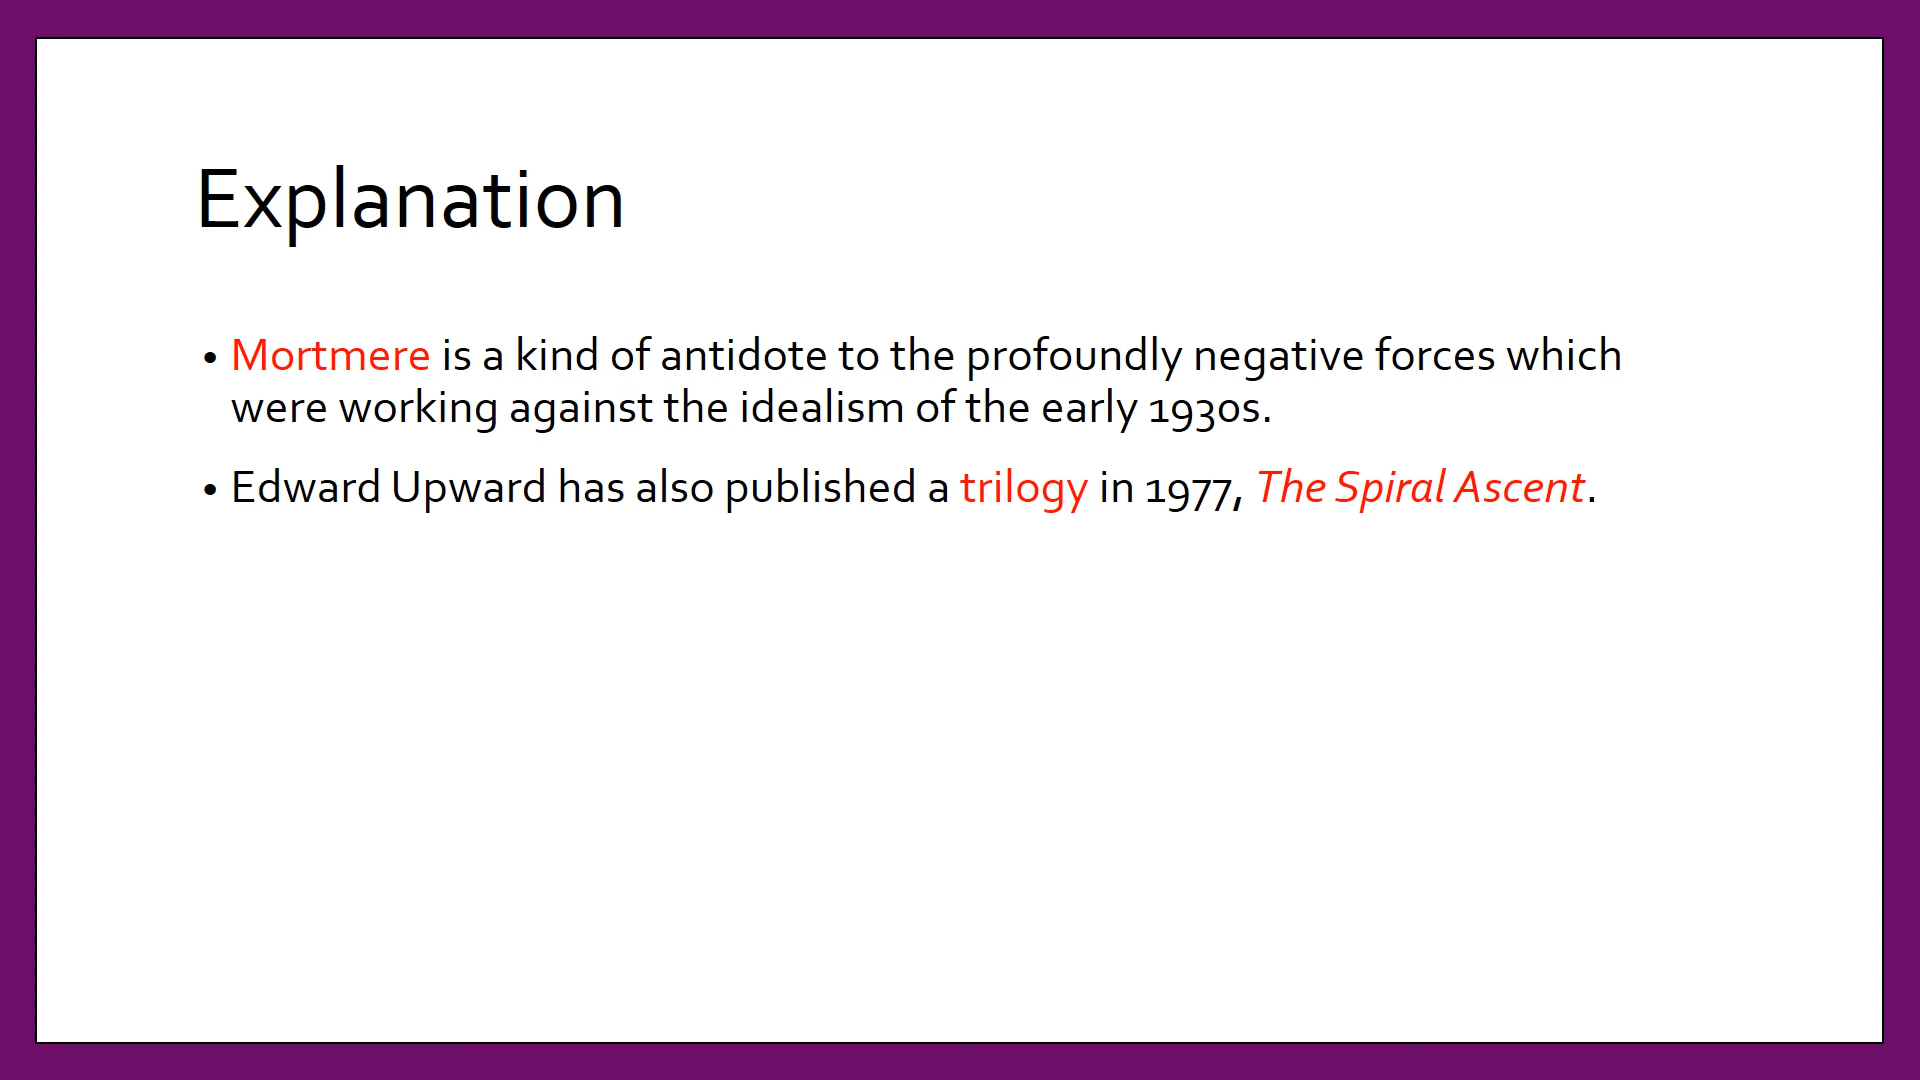 Explanation
• Mortmere is a kind of antidote to the profoundly negative forces which
were working against the idealism of the early 1930s.
• Edward Upward has also published a trilogy in 1977, The Spiral Ascent.